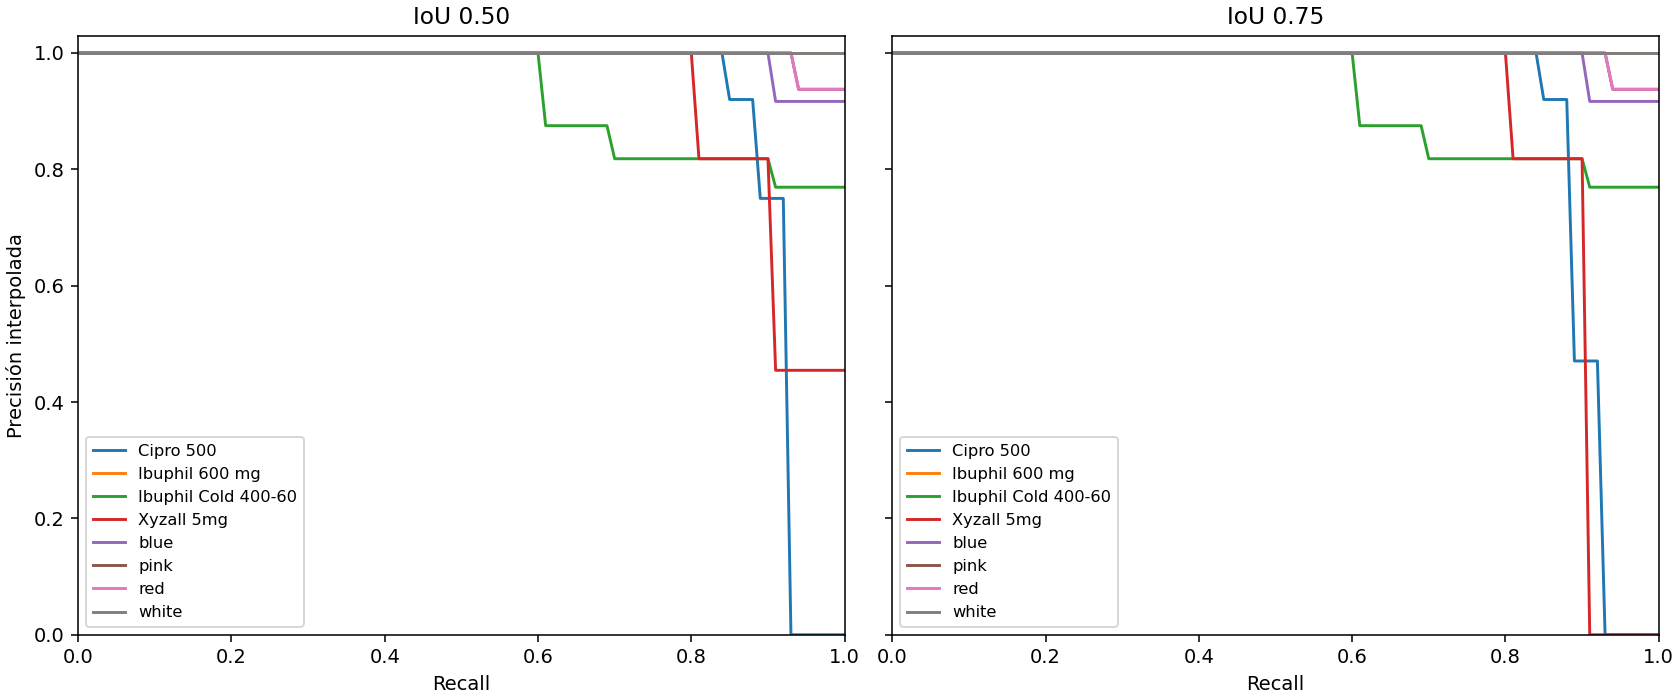 IoU 0.50
1.0
0.8
0.6
0.4
0.2
0.0
Precisión interpolada
Cipro 500
Ibuphil 600 mg
Ibuphil Cold 400-60
Xyzall 5mg
blue
pink
red
white
0.0 0.2 0.4 0.6 0.8 1.0
Recall
IoU 0.75
Cipro 500
Ibuphil 600 mg
Ibuphil Cold 400-60
Xyzall 5mg
blue
pink
red
white
0.0 0.2 0.4 0.6 0.8 1.0
Recall